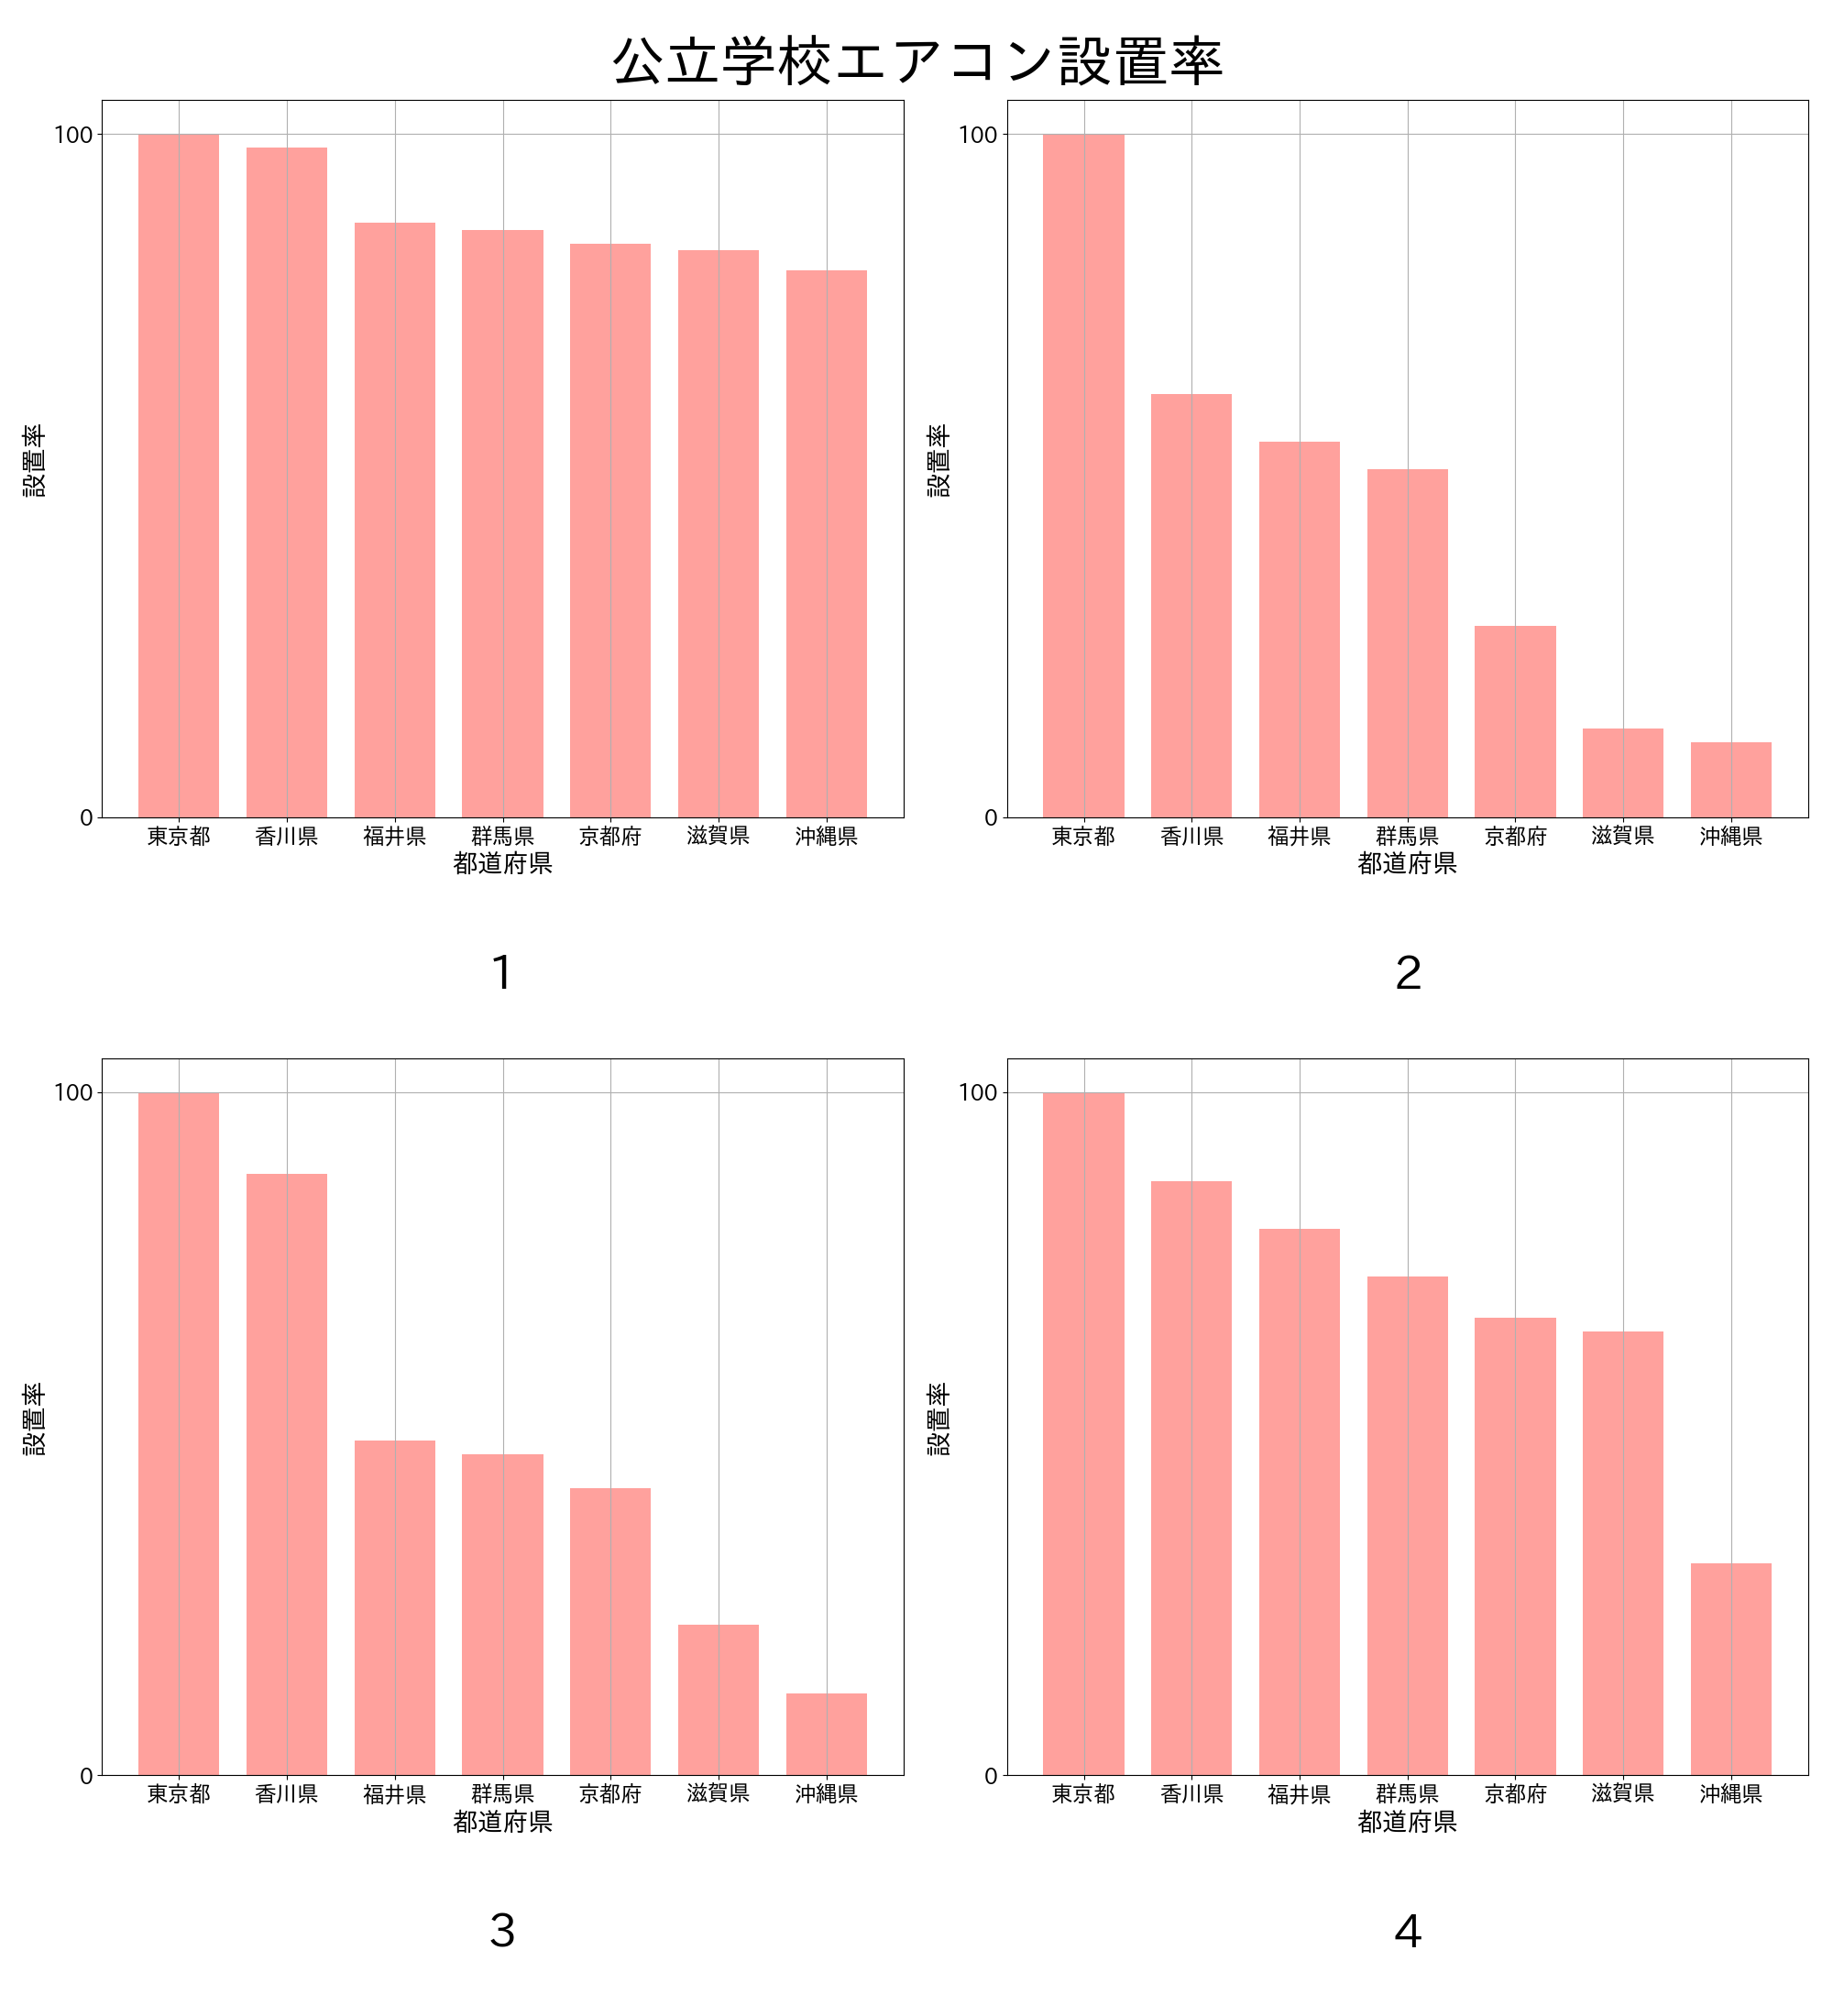 公立学校エアコン設置率
100
0
設置率
東京都 香川県 福井県 群馬県 京都府 滋賀県 沖縄県
都道府県
1
100
0
設置率
東京都 香川県 福井県 群馬県 京都府 滋賀県 沖縄県
都道府県
2
100
0
設置率
東京都 香川県 福井県 群馬県 京都府 滋賀県 沖縄県
都道府県
3
100
0
設置率
東京都 香川県 福井県 群馬県 京都府 滋賀県 沖縄県
都道府県
4